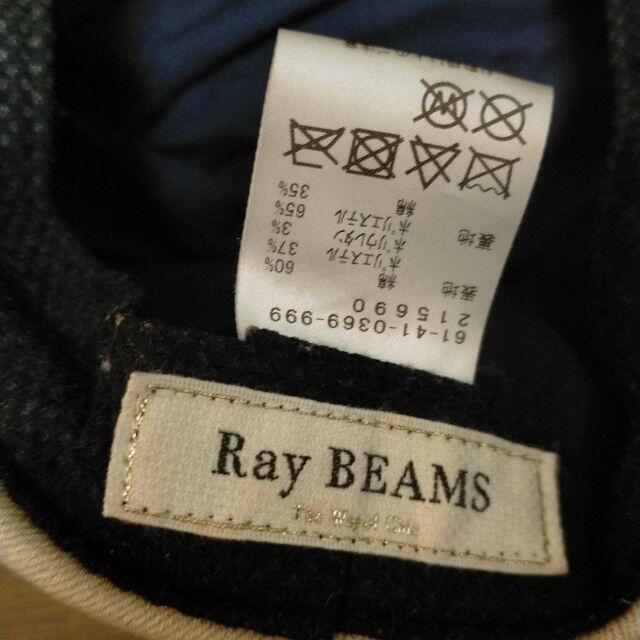 61-41-0369-999
215690
表地 綿 60%
ポリエステル 37%
ポリウレタン 3%
裏地 ポリエステル 65%
綿 35%
W
Ray BEAMS